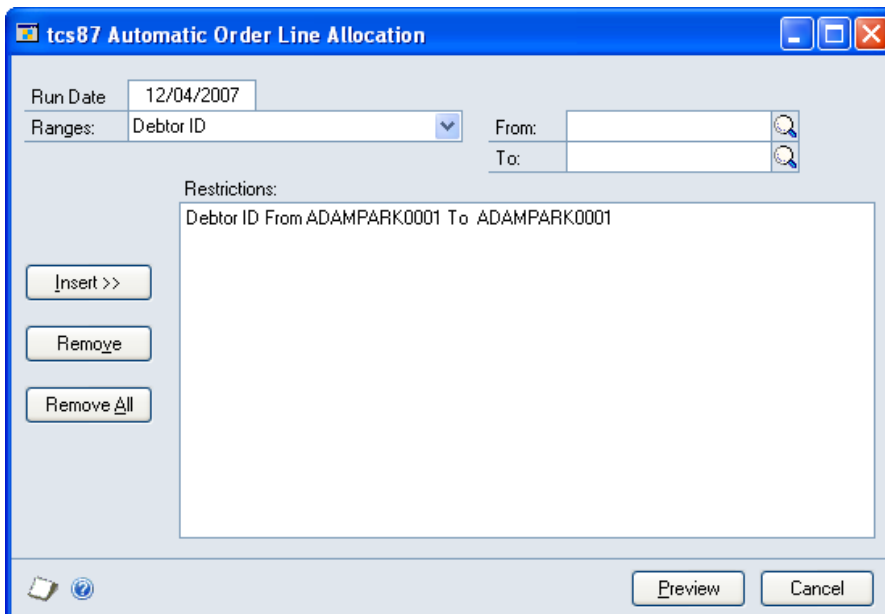 tcs87 Automatic Order Line Allocation
Run Date 12/04/2007
Ranges: Debtor ID From:
To:
Restrictions:
Debtor ID From ADAMPARK0001 To ADAMPARK0001
Insert >>
Remove
Remove All
Preview Cancel